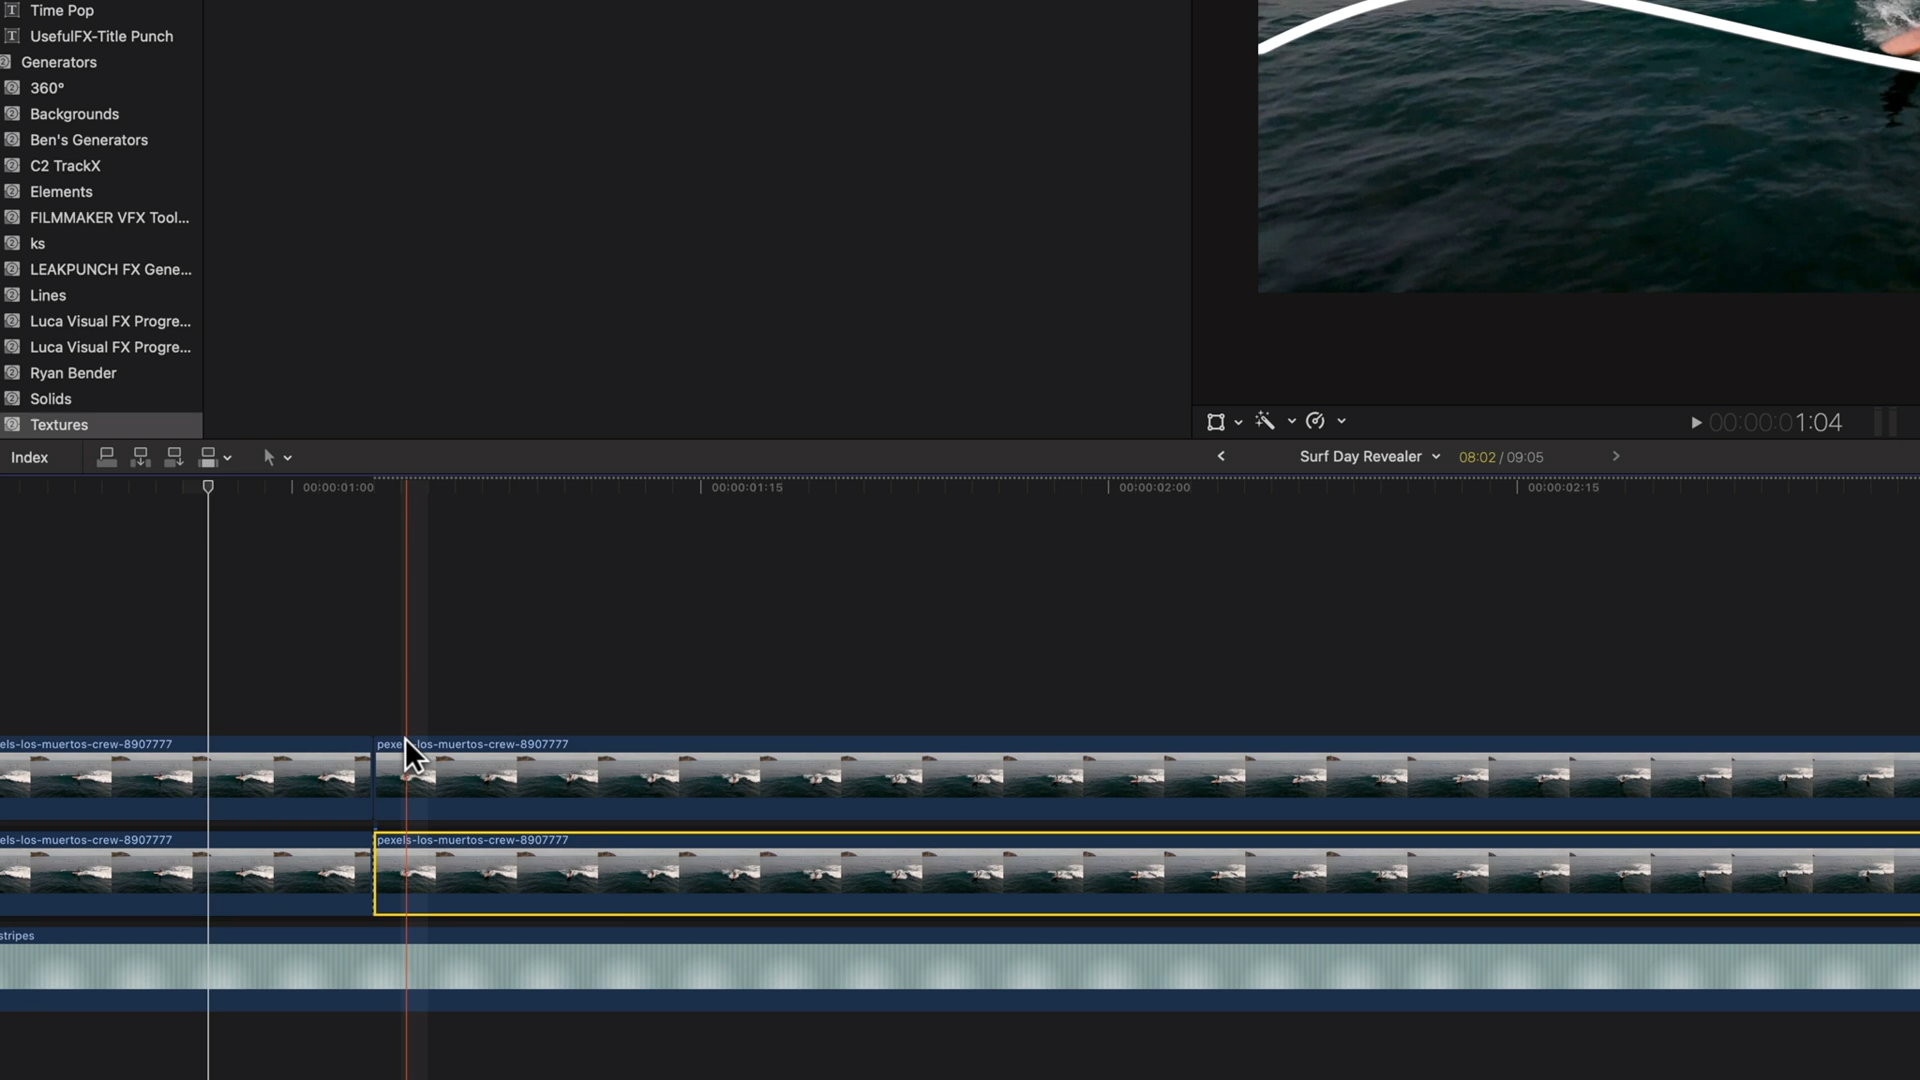 Time Pop
UsefulFX-Title Punch
Generators
360°
Backgrounds
Ben's Generators
C2 TrackX
Elements
FILMMAKER VFX Tool...
ks
LEAKPUNCH FX Gene...
Lines
Luca Visual FX Progre...
Luca Visual FX Progre...
Ryan Bender
Solids
Textures
00:00:01:04
Index
Surf Day Revealer
08:02 / 09:05
00:00:01:00
00:00:01:15
00:00:02:00
00:00:02:15
els-los-muertos-crew-8907777
pexels-los-muertos-crew-8907777
els-los-muertos-crew-8907777
pexels-los-muertos-crew-8907777
stripes